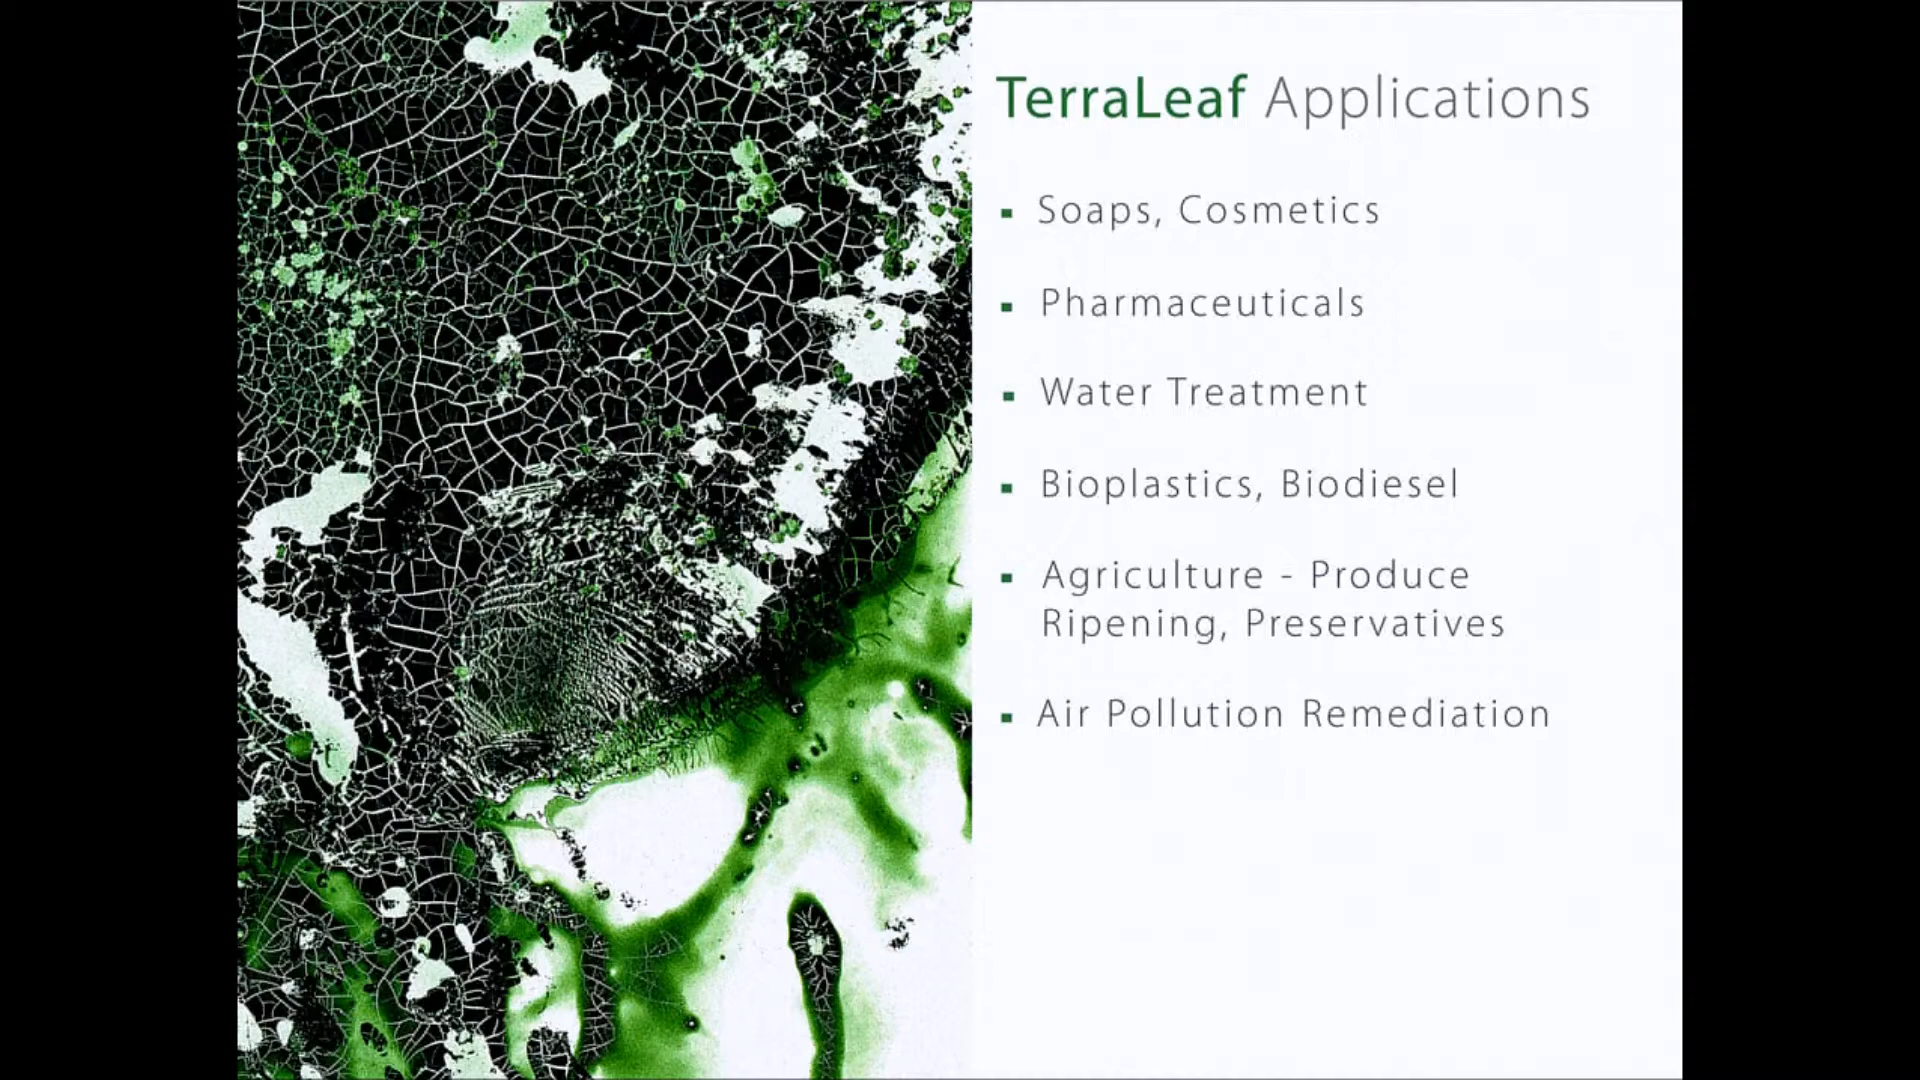 TerraLeaf Applications
Soaps, Cosmetics
Pharmaceuticals
Water Treatment
Bioplastics, Biodiesel
Agriculture - Produce
Ripening, Preservatives
Air Pollution Remediation